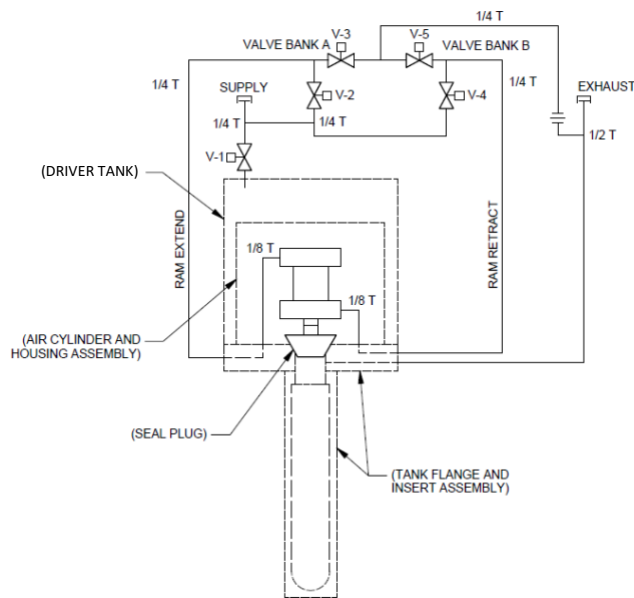 1/4 T
V-3
V-5
VALVE BANK A
VALVE BANK B
1/4 T
SUPPLY
V-2
V-4
1/4 T
EXHAUST
1/4 T
1/4 T
1/2 T
V-1
(DRIVER TANK)
RAM EXTEND
RAM RETRACT
1/8 T
1/8 T
(AIR CYLINDER AND
HOUSING ASSEMBLY)
(SEAL PLUG)
(TANK FLANGE AND
INSERT ASSEMBLY)